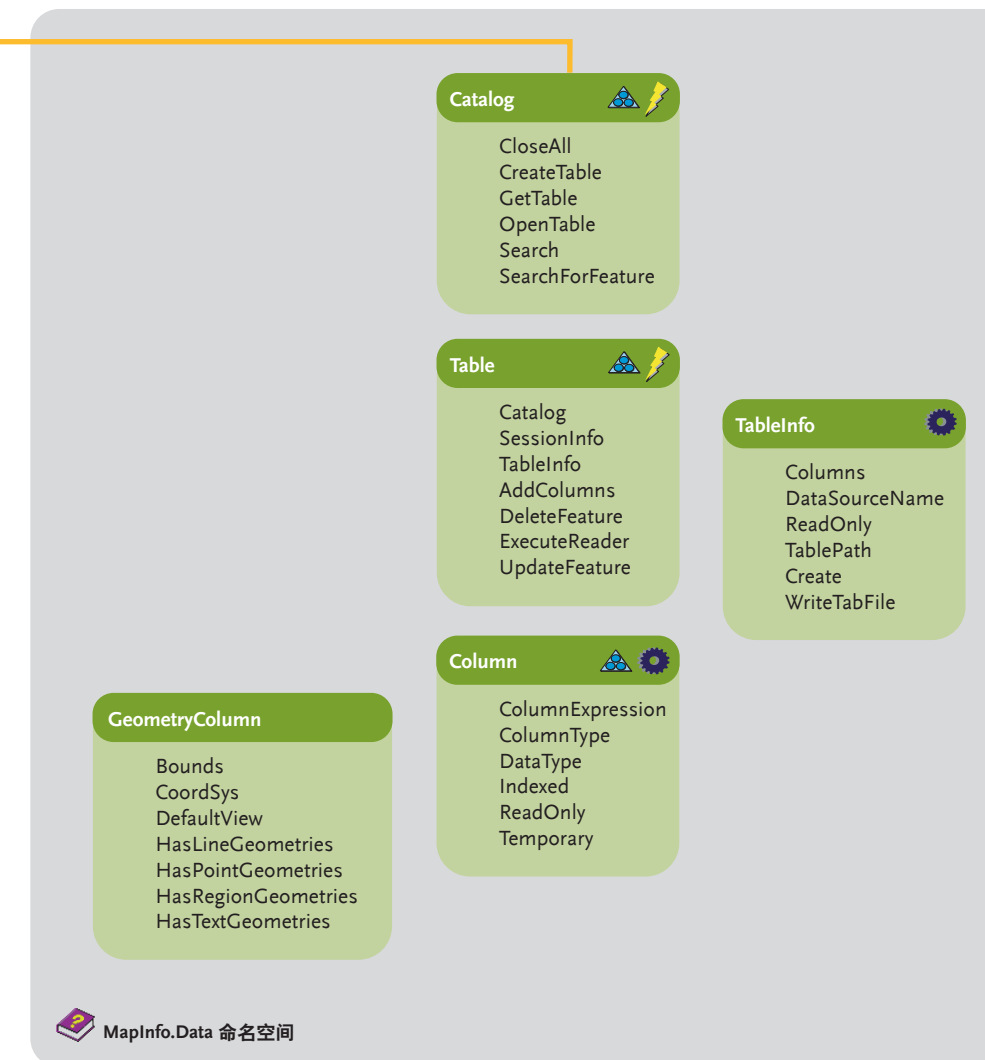 Catalog
CloseAll
CreateTable
GetTable
OpenTable
Search
SearchForFeature
Table
Catalog
SessionInfo
TableInfo
AddColumns
DeleteFeature
ExecuteReader
UpdateFeature
TableInfo
Columns
DataSourceName
ReadOnly
TablePath
Create
WriteTabFile
Column
ColumnExpression
ColumnType
DataType
Indexed
ReadOnly
Temporary
GeometryColumn
Bounds
CoordSys
DefaultView
HasLineGeometries
HasPointGeometries
HasRegionGeometries
HasTextGeometries
? MapInfo.Data 命名空间